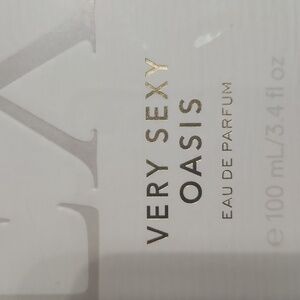 VERY SEXY
OASIS
EAU DE PARFUM
e 100 mL/3.4 fl oz